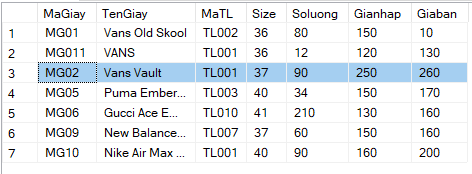 MaGiay TenGiay MaTL Size Soluong Gianhap Giaban
1 MG01 Vans Old Skool TL002 36 80 150 10
2 MG011 VANS TL001 36 12 120 130
3 MG02 Vans Vault TL001 37 90 250 260
4 MG05 Puma Ember... TL003 40 34 150 170
5 MG06 Gucci Ace E... TL010 41 210 130 160
6 MG09 New Balance... TL007 37 60 150 160
7 MG10 Nike Air Max ... TL001 40 90 160 200